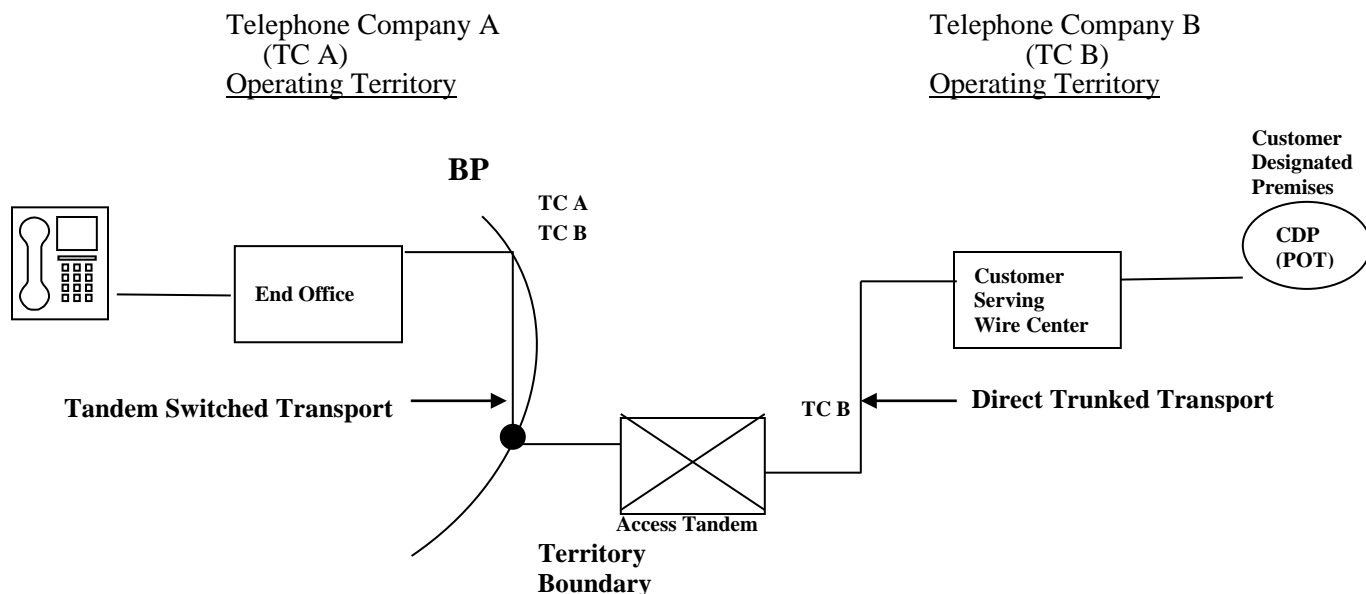 Telephone Company A
(TC A)
Operating Territory
Telephone Company B
(TC B)
Operating Territory
Customer
Designated
Premises
BP
TC A
TC B
CDP
(POT)
End Office
Customer
Serving
Wire Center
Tandem Switched Transport
TC B
Direct Trunked Transport
Access Tandem
Territory
Boundary